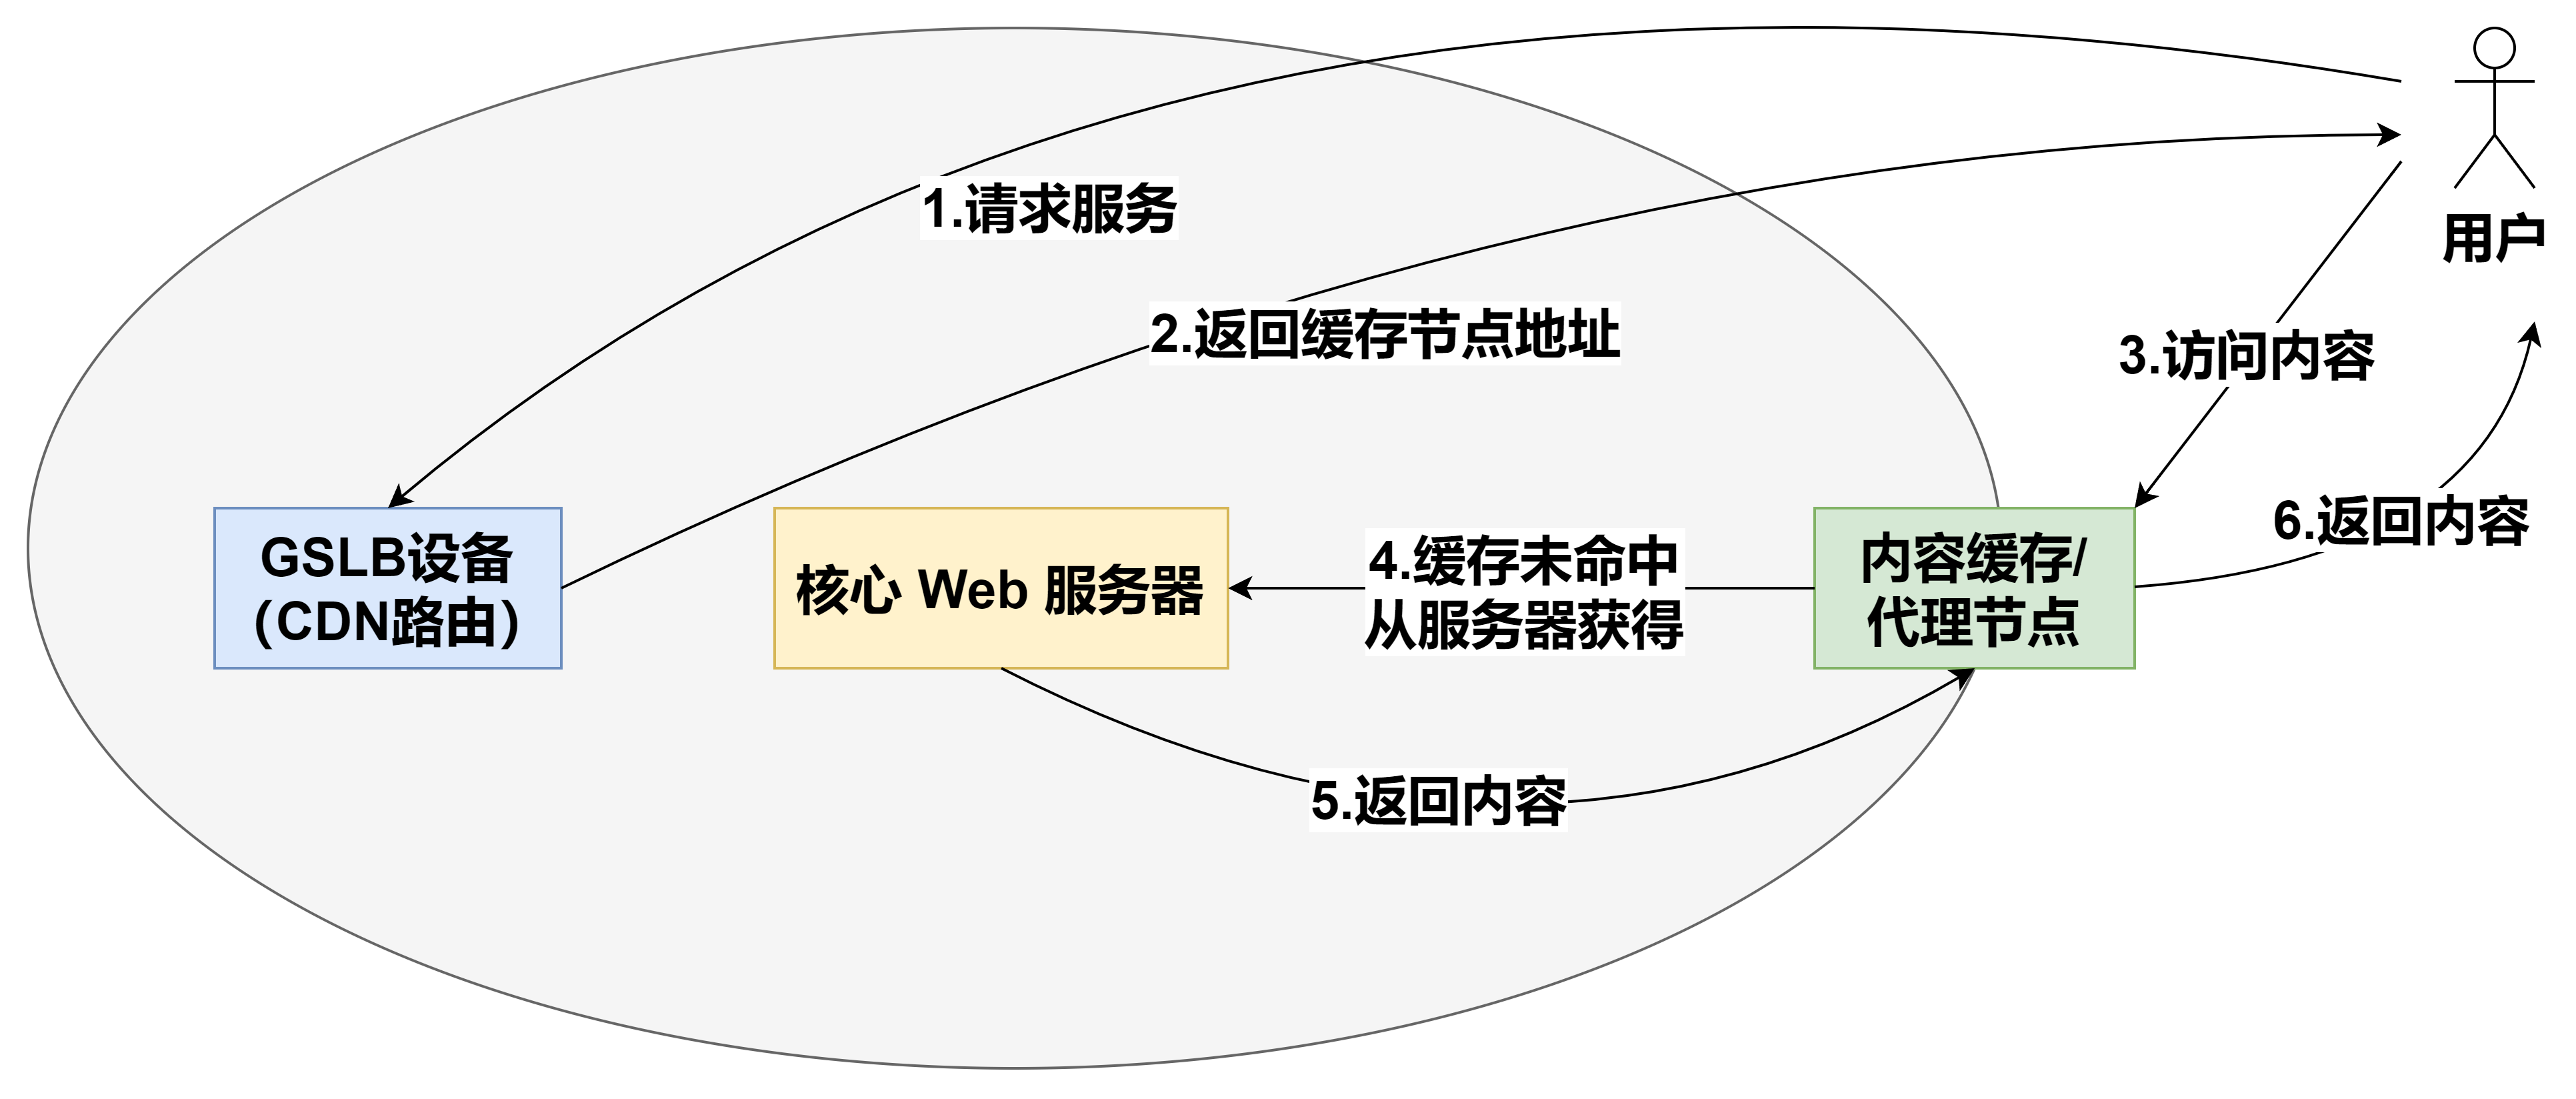 1.请求服务
用户
2.返回缓存节点地址
3.访问内容
GSLB设备
（CDN路由）
核心 Web 服务器
4.缓存未命中
从服务器获得
内容缓存/
代理节点
6.返回内容
5.返回内容